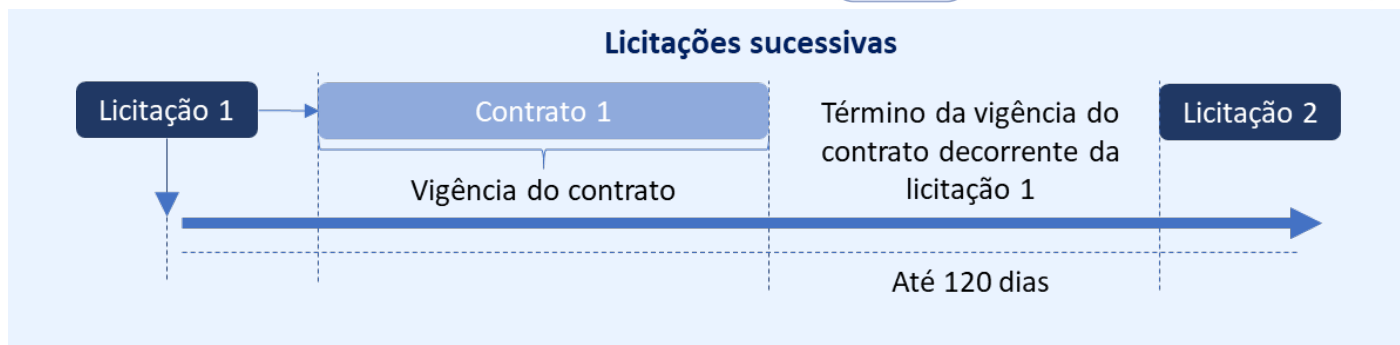 Licitações sucessivas
Licitação 1
Contrato 1
Término da vigência do
contrato decorrente da
licitação 1
Licitação 2
Vigência do contrato
Até 120 dias